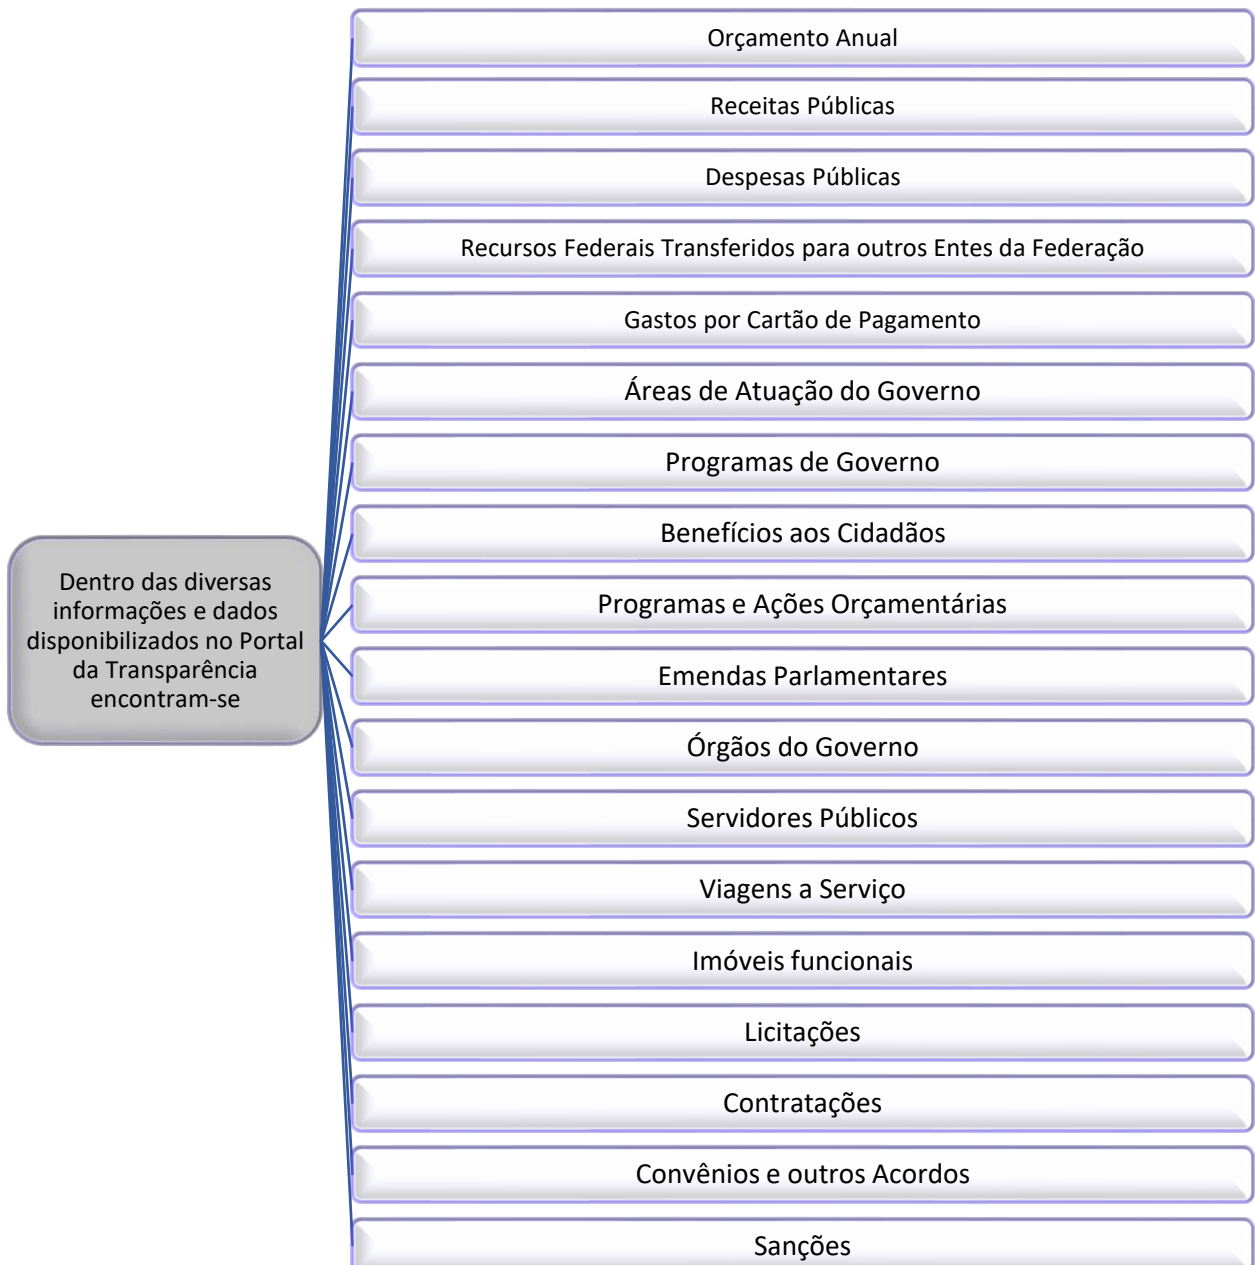 Dentro das diversas
informações e dados
disponibilizados no Portal
da Transparência
encontram-se
Orçamento Anual
Receitas Públicas
Despesas Públicas
Recursos Federais Transferidos para outros Entes da Federação
Gastos por Cartão de Pagamento
Áreas de Atuação do Governo
Programas de Governo
Benefícios aos Cidadãos
Programas e Ações Orçamentárias
Emendas Parlamentares
Órgãos do Governo
Servidores Públicos
Viagens a Serviço
Imóveis funcionais
Licitações
Contratações
Convênios e outros Acordos
Sanções